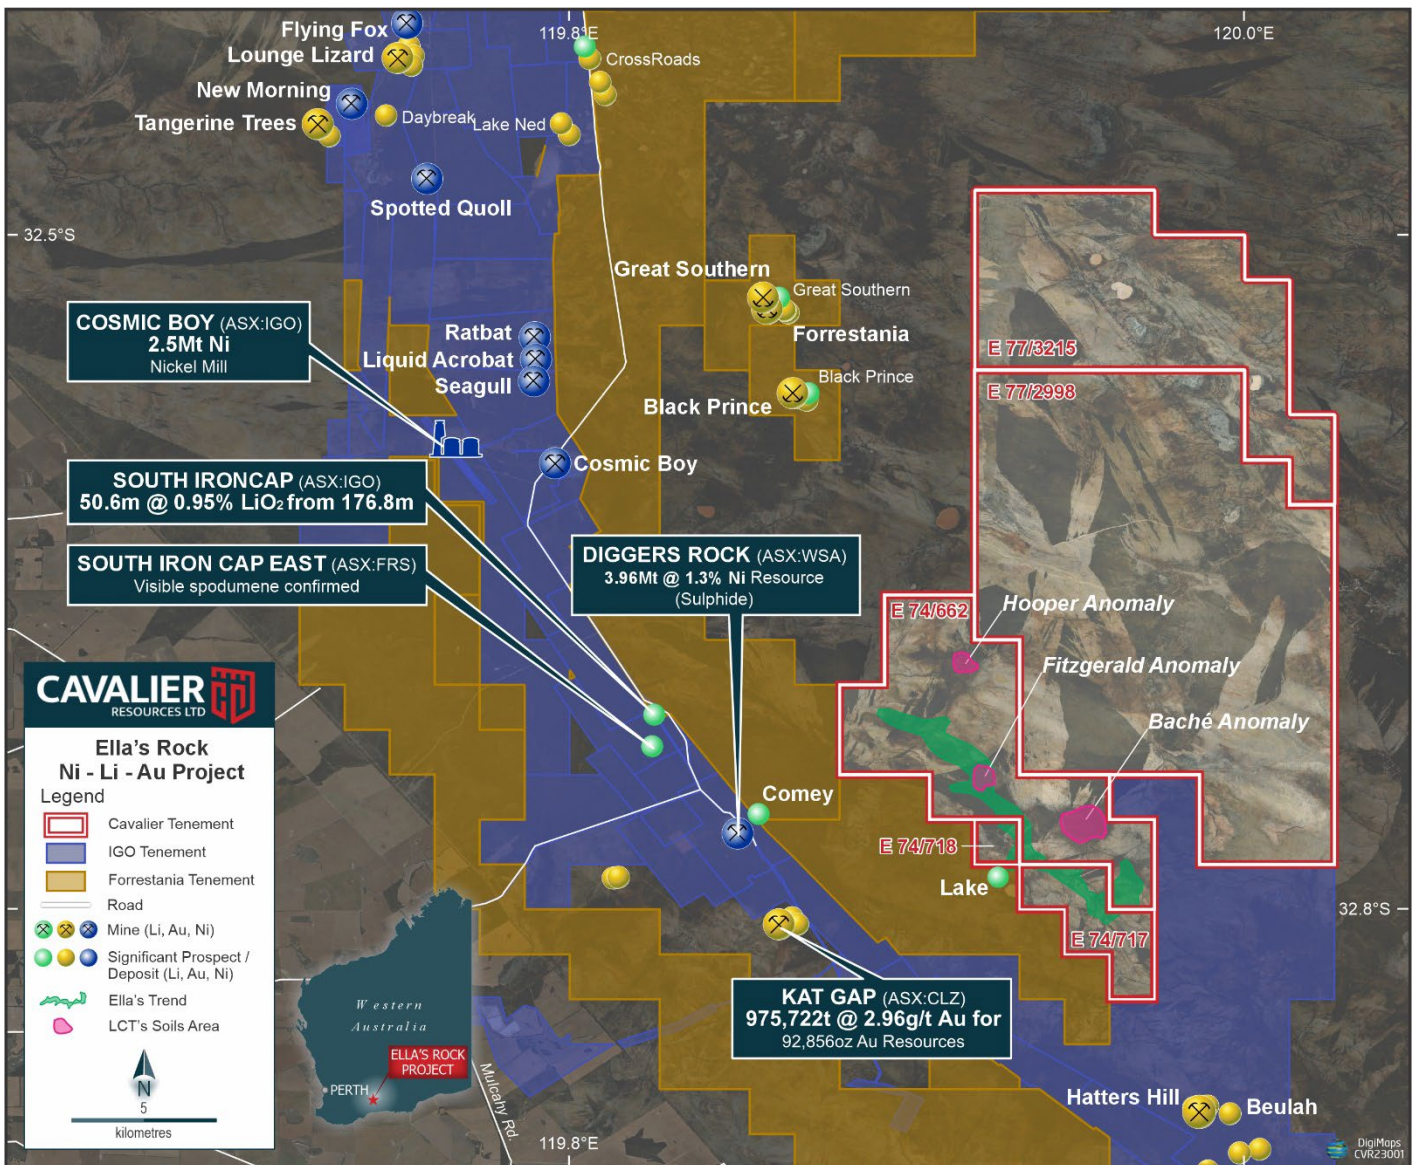 119.8°E
120.0°E
Flying Fox
Lounge Lizard
CrossRoads
New Morning
Tangerine Trees
Daybreak
Lake Ned
Spotted Quoll
32.5°S
Great Southern
Great Southern
Forrestania
COSMIC BOY (ASX:IGO)
2.5Mt Ni
Nickel Mill
Ratbat
Liquid Acrobat
Seagull
E 77/3215
E 77/2998
Black Prince
Black Prince
Cosmic Boy
SOUTH IRONCAP (ASX:IGO)
50.6m @ 0.95% LiO2 from 176.8m
SOUTH IRON CAP EAST (ASX:FRS)
Visible spodumene confirmed
DIGGERS ROCK (ASX:WSA)
3.96Mt @ 1.3% Ni Resource
(Sulphide)
E 74/662
Hooper Anomaly
Fitzgerald Anomaly
Baché Anomaly
CAVALIER
RESOURCES LTD
Ella's Rock
Ni - Li - Au Project
Legend
Cavalier Tenement
IGO Tenement
Forrestania Tenement
Road
Mine (Li, Au, Ni)
Significant Prospect /
Deposit (Li, Au, Ni)
Ella's Trend
LCT's Soils Area
N
5
kilometres
Comey
E 74/718
Lake
32.8°S
E 74/717
Western
Australia
ELLA'S ROCK
PROJECT
PERTH
Mulcahy Rd.
KAT GAP (ASX:CLZ)
975,722t @ 2.96g/t Au for
92,856oz Au Resources
Hatters Hill
Beulah
119.8°E
DigiMaps
CVR23001